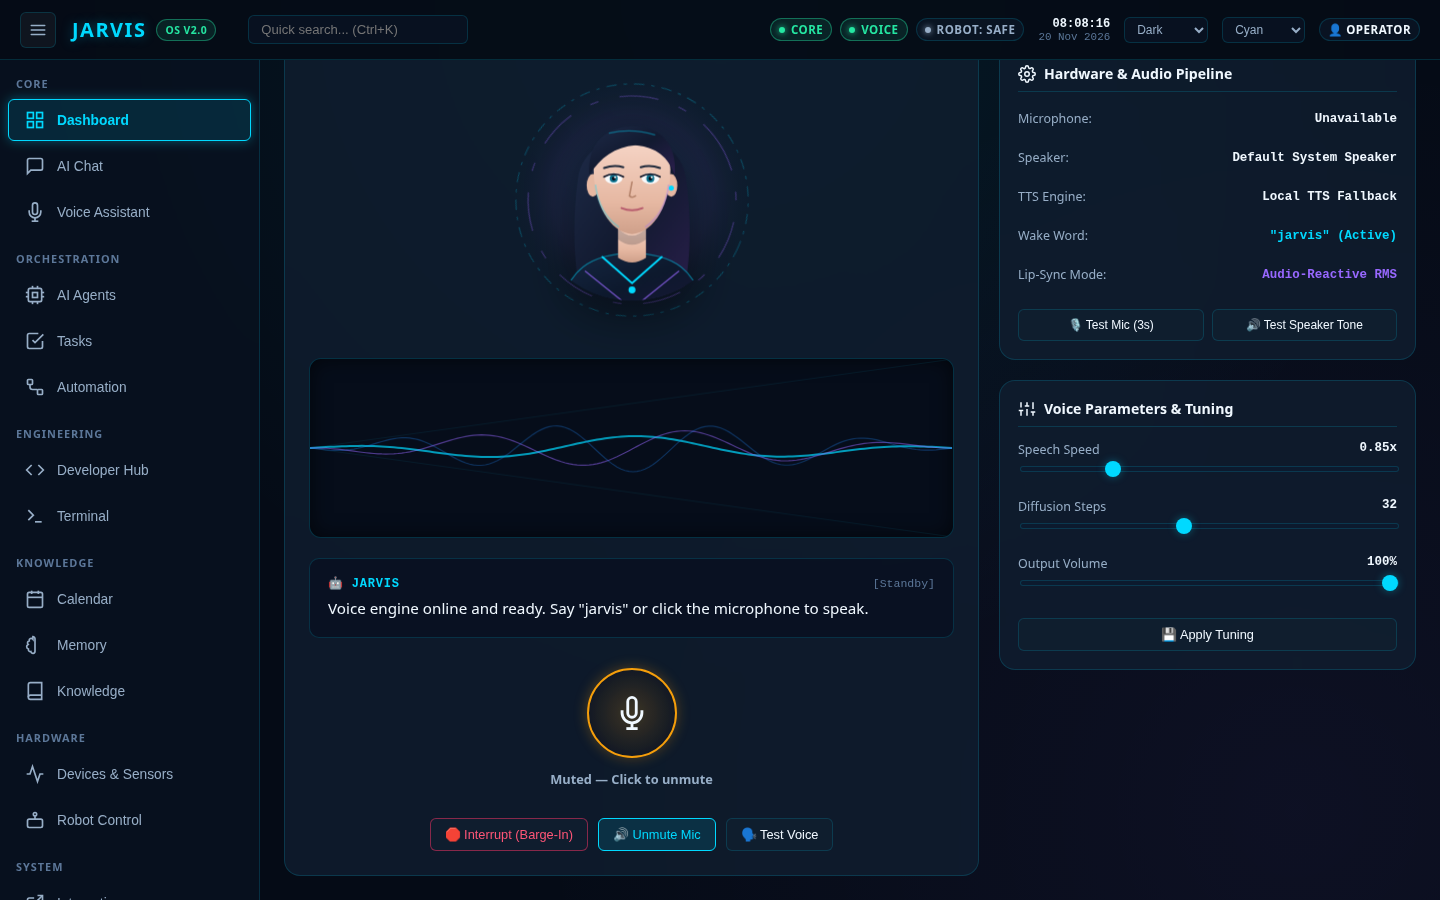 JARVIS
OS V2.0
Quick search... (Ctrl+K)
CORE
VOICE
ROBOT: SAFE
08:08:16
20 Nov 2026
Dark
Cyan
👤 OPERATOR
CORE
Dashboard
AI Chat
Voice Assistant
ORCHESTRATION
AI Agents
Tasks
Automation
ENGINEERING
Developer Hub
Terminal
KNOWLEDGE
Calendar
Memory
Knowledge
HARDWARE
Devices & Sensors
Robot Control
SYSTEM
🤖 JARVIS
[Standby]
Voice engine online and ready. Say "jarvis" or click the microphone to speak.
Muted — Click to unmute
🛑 Interrupt (Barge-In)
🔊 Unmute Mic
🗣️ Test Voice
Hardware & Audio Pipeline
Microphone: Unavailable
Speaker: Default System Speaker
TTS Engine: Local TTS Fallback
Wake Word: "jarvis" (Active)
Lip-Sync Mode: Audio-Reactive RMS
🎙️ Test Mic (3s)
🔊 Test Speaker Tone
Voice Parameters & Tuning
Speech Speed 0.85x
Diffusion Steps 32
Output Volume 100%
💾 Apply Tuning